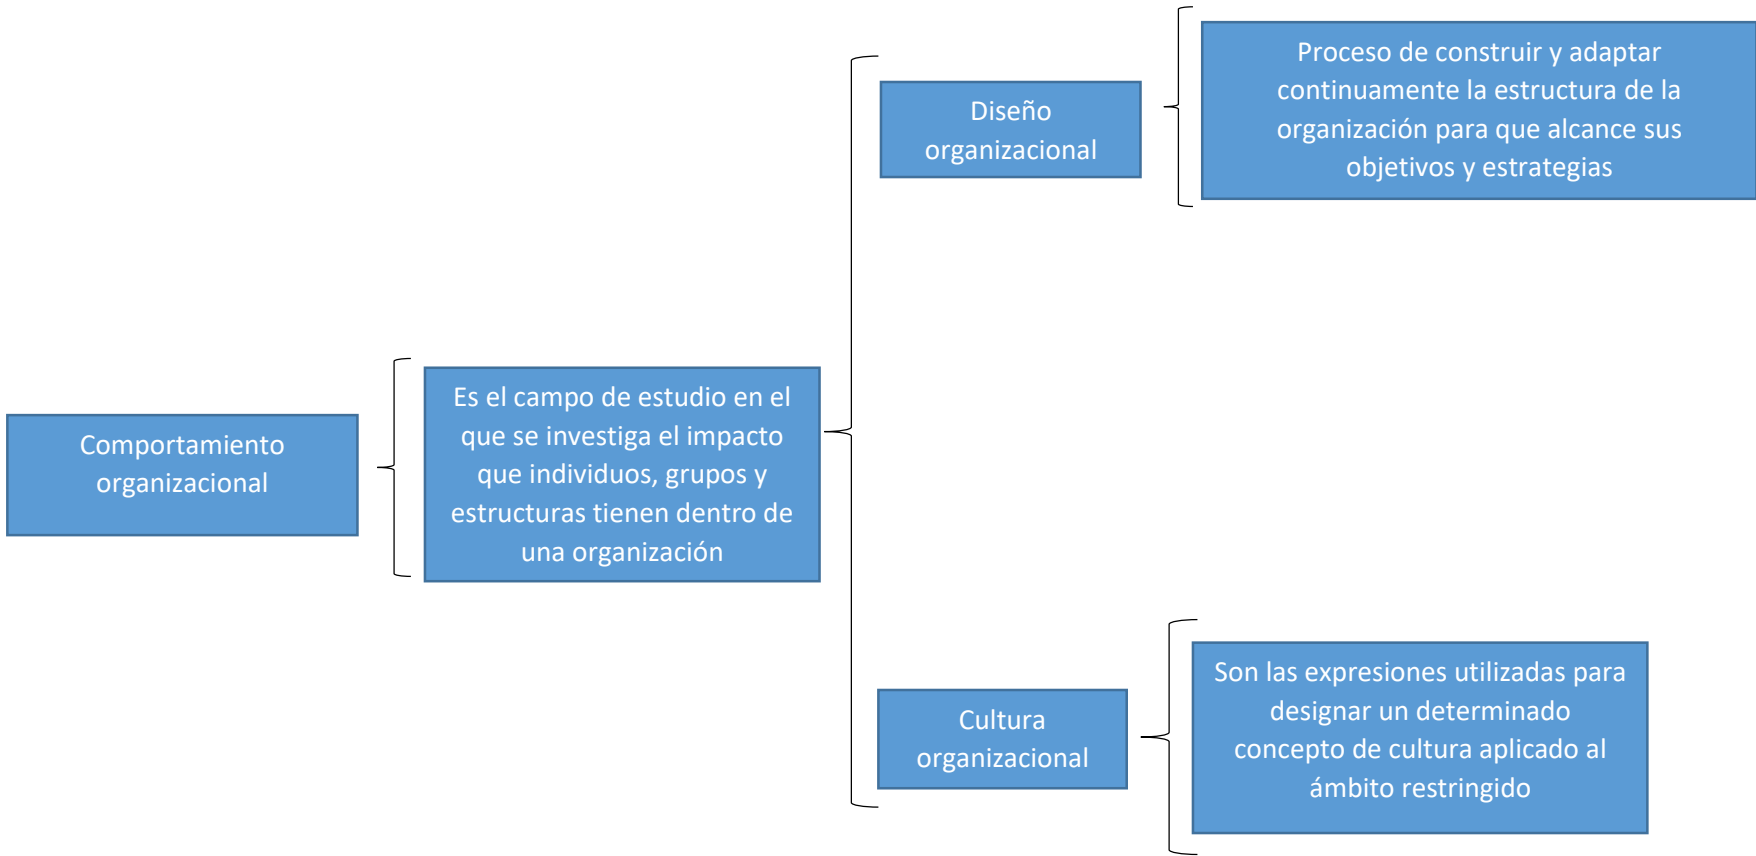 Comportamiento
organizacional
Es el campo de estudio en el
que se investiga el impacto
que individuos, grupos y
estructuras tienen dentro de
una organización
Diseño
organizacional
Proceso de construir y adaptar
continuamente la estructura de la
organización para que alcance sus
objetivos y estrategias
Cultura
organizacional
Son las expresiones utilizadas para
designar un determinado
concepto de cultura aplicado al
ámbito restringido